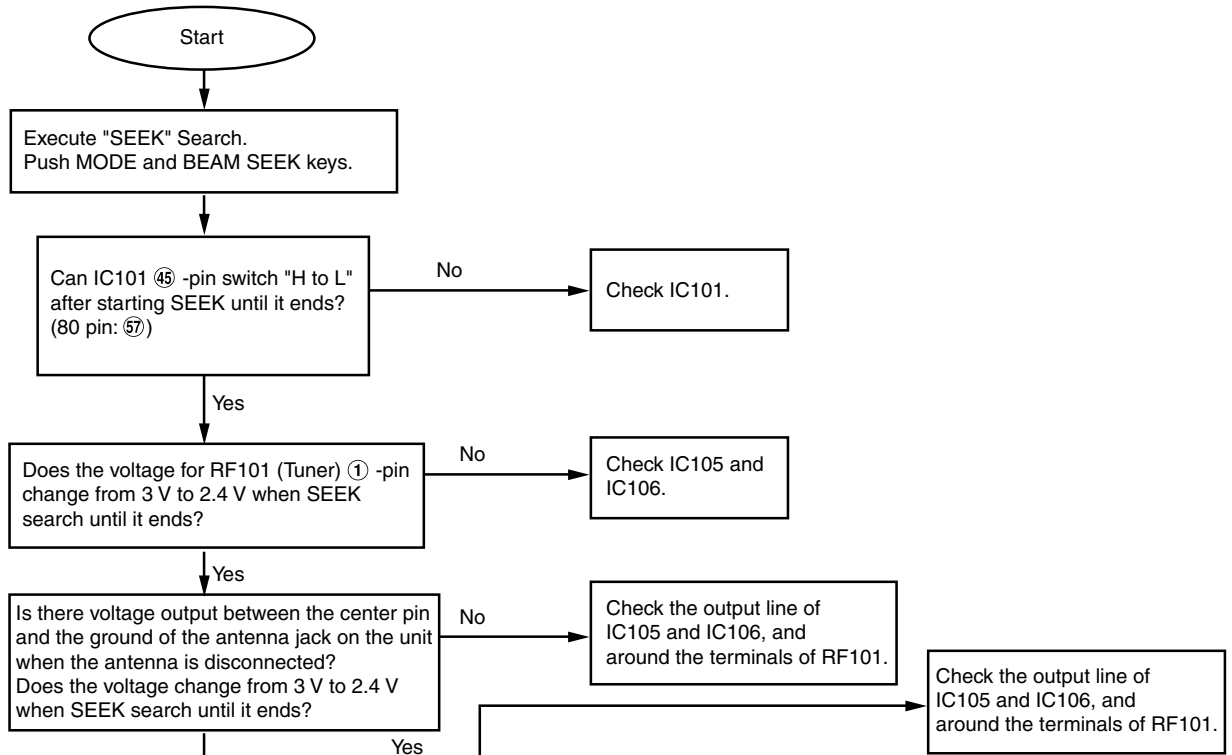 Start
Execute "SEEK" Search.
Push MODE and BEAM SEEK keys.
Can IC101 ㊺ -pin switch "H to L"
after starting SEEK until it ends?
(80 pin: 57)
No
Check IC101.
Yes
Does the voltage for RF101 (Tuner) ① -pin
change from 3 V to 2.4 V when SEEK
search until it ends?
No
Check IC105 and
IC106.
Yes
Is there voltage output between the center pin
and the ground of the antenna jack on the unit
when the antenna is disconnected?
Does the voltage change from 3 V to 2.4 V
when SEEK search until it ends?
No
Check the output line of
IC105 and IC106, and
around the terminals of RF101.
Yes
Check the output line of
IC105 and IC106, and
around the terminals of RF101.